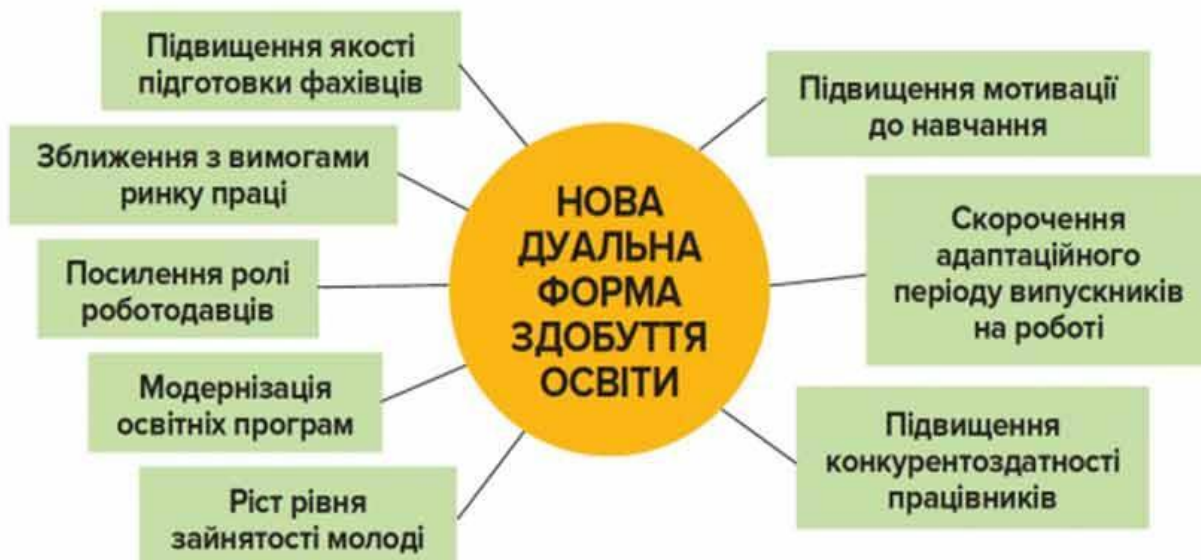 Підвищення якості
підготовки фахівців
Зближення з вимогами
ринку праці
Посилення ролі
роботодавців
Модернізація
освітніх програм
Ріст рівня
зайнятості молоді
НОВА
ДУАЛЬНА
ФОРМА
ЗДОБУТТЯ
ОСВІТИ
Підвищення мотивації
до навчання
Скорочення
адаптаційного
періоду випускників
на роботі
Підвищення
конкурентоздатності
працівників